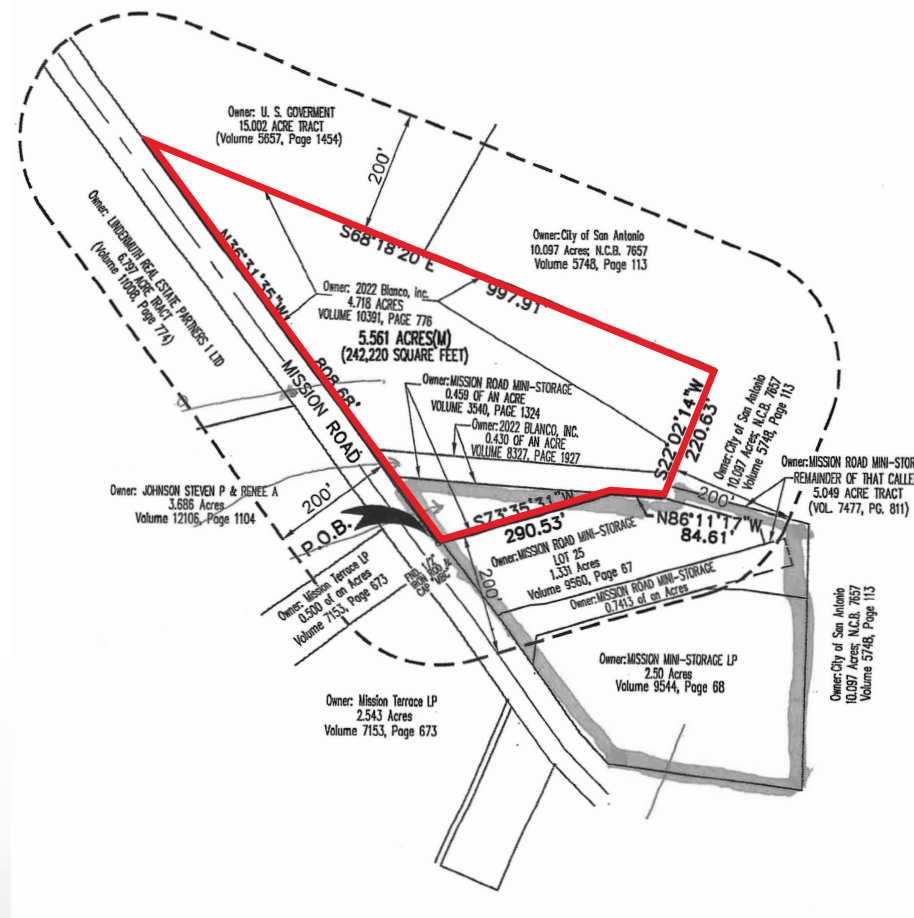 Owner: U. S. GOVERMENT
15.002 ACRE TRACT
(Volume 5657, Page 1454)
200'
Owner:City of San Antonio
10.097 Acres; N.C.B. 7657
Volume 5748, Page 113
S68°18'20"E
997.91'
Owner: LINDENMUTH REAL ESTATE PARTNERS 1 LTD
6.797 ACRE TRACT
(Volume 11008, Page 774)
N36°31'35"W
808.68'
Owner: 2022 Blanco, Inc.
4.718 ACRES
VOLUME 10391, PAGE 776
5.561 ACRES(M)
(242,220 SQUARE FEET)
MISSION ROAD
Owner:MISSION ROAD MINI-STORAGE
0.459 OF AN ACRE
VOLUME 3540, PAGE 1324
Owner:2022 BLANCO, INC.
0.430 OF AN ACRE
VOLUME 8327, PAGE 1927
S22°02'14"W
220.63'
Owner:City of San Antonio
10.097 Acres; N.C.B. 7657
Volume 5748, Page 113
Owner:MISSION ROAD MINI-STOR
REMAINDER OF THAT CALLE
5.049 ACRE TRACT
(VOL. 7477, PG. 811)
200'
Owner: JOHNSON STEVEN P & RENEE A
3.686 Acres
Volume 12106, Page 1104
200'
P.O.B.
S73°35'31"W
290.53'
N86°11'17"W
84.61'
Owner:MISSION ROAD MINI-STORAGE
LOT 25
1.331 Acres
Volume 9560, Page 67
Owner:MISSION ROAD MINI-STORAGE
0.7413 of an Acres
200'
FND. 1/2"
CAP "MBC"
Owner: Mission Terrace LP
0.500 of an Acres
Volume 7153, Page 673
Owner:MISSION MINI-STORAGE LP
2.50 Acres
Volume 9544, Page 68
Owner:City of San Antonio
10.097 Acres; N.C.B. 7657
Volume 5748, Page 113
Owner: Mission Terrace LP
2.543 Acres
Volume 7153, Page 673